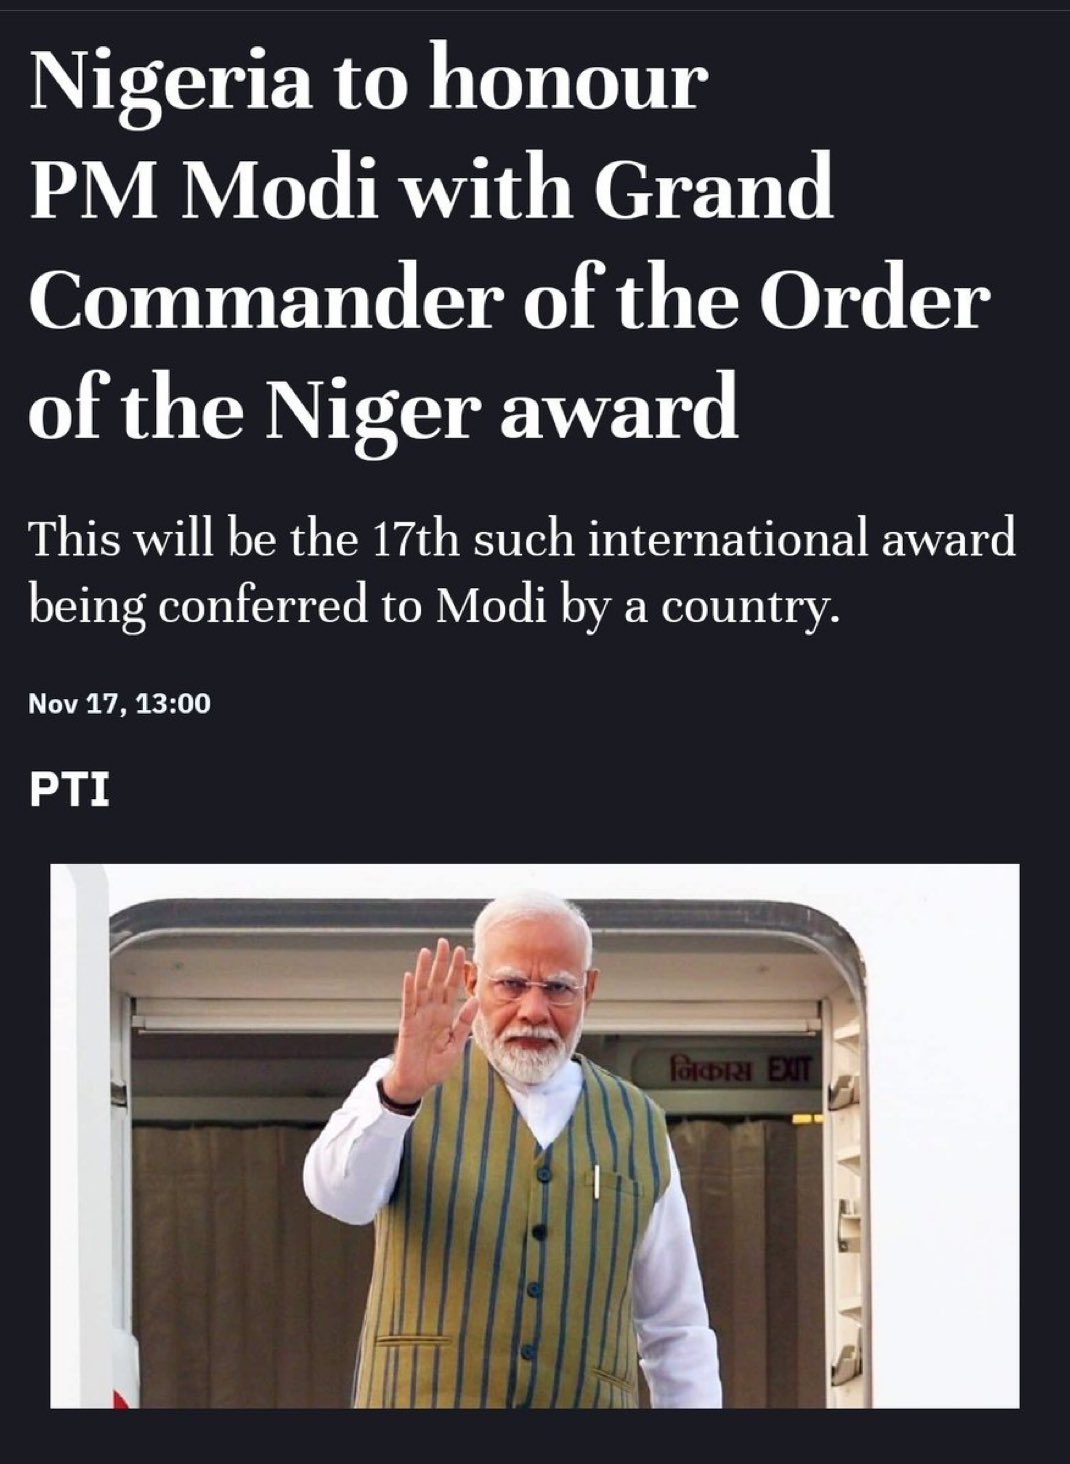 Nigeria to honour
PM Modi with Grand
Commander of the Order
of the Niger award
This will be the 17th such international award
being conferred to Modi by a country.
Nov 17, 13:00
PTI
निकास EXIT